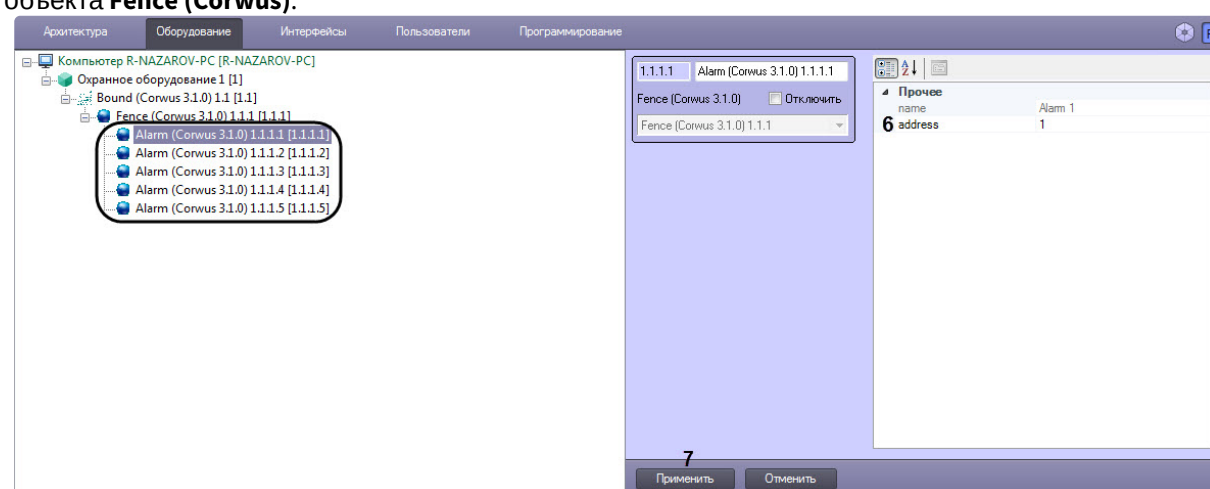 объекта Fence (Corwus).
Архитектура Оборудование Интерфейсы Пользователи Программирование
Компьютер R-NAZAROV-PC [R-NAZAROV-PC]
Охранное оборудование 1 [1]
Bound (Corwus 3.1.0) 1.1 [1.1]
Fence (Corwus 3.1.0) 1.1.1 [1.1.1]
Alarm (Corwus 3.1.0) 1.1.1.1 [1.1.1.1]
Alarm (Corwus 3.1.0) 1.1.1.2 [1.1.1.2]
Alarm (Corwus 3.1.0) 1.1.1.3 [1.1.1.3]
Alarm (Corwus 3.1.0) 1.1.1.4 [1.1.1.4]
Alarm (Corwus 3.1.0) 1.1.1.5 [1.1.1.5]
1.1.1.1 Alarm (Corwus 3.1.0) 1.1.1.1
Fence (Corwus 3.1.0) Отключить
Fence (Corwus 3.1.0) 1.1.1
Прочее
name Alarm 1
6 address 1
7
Применить Отменить